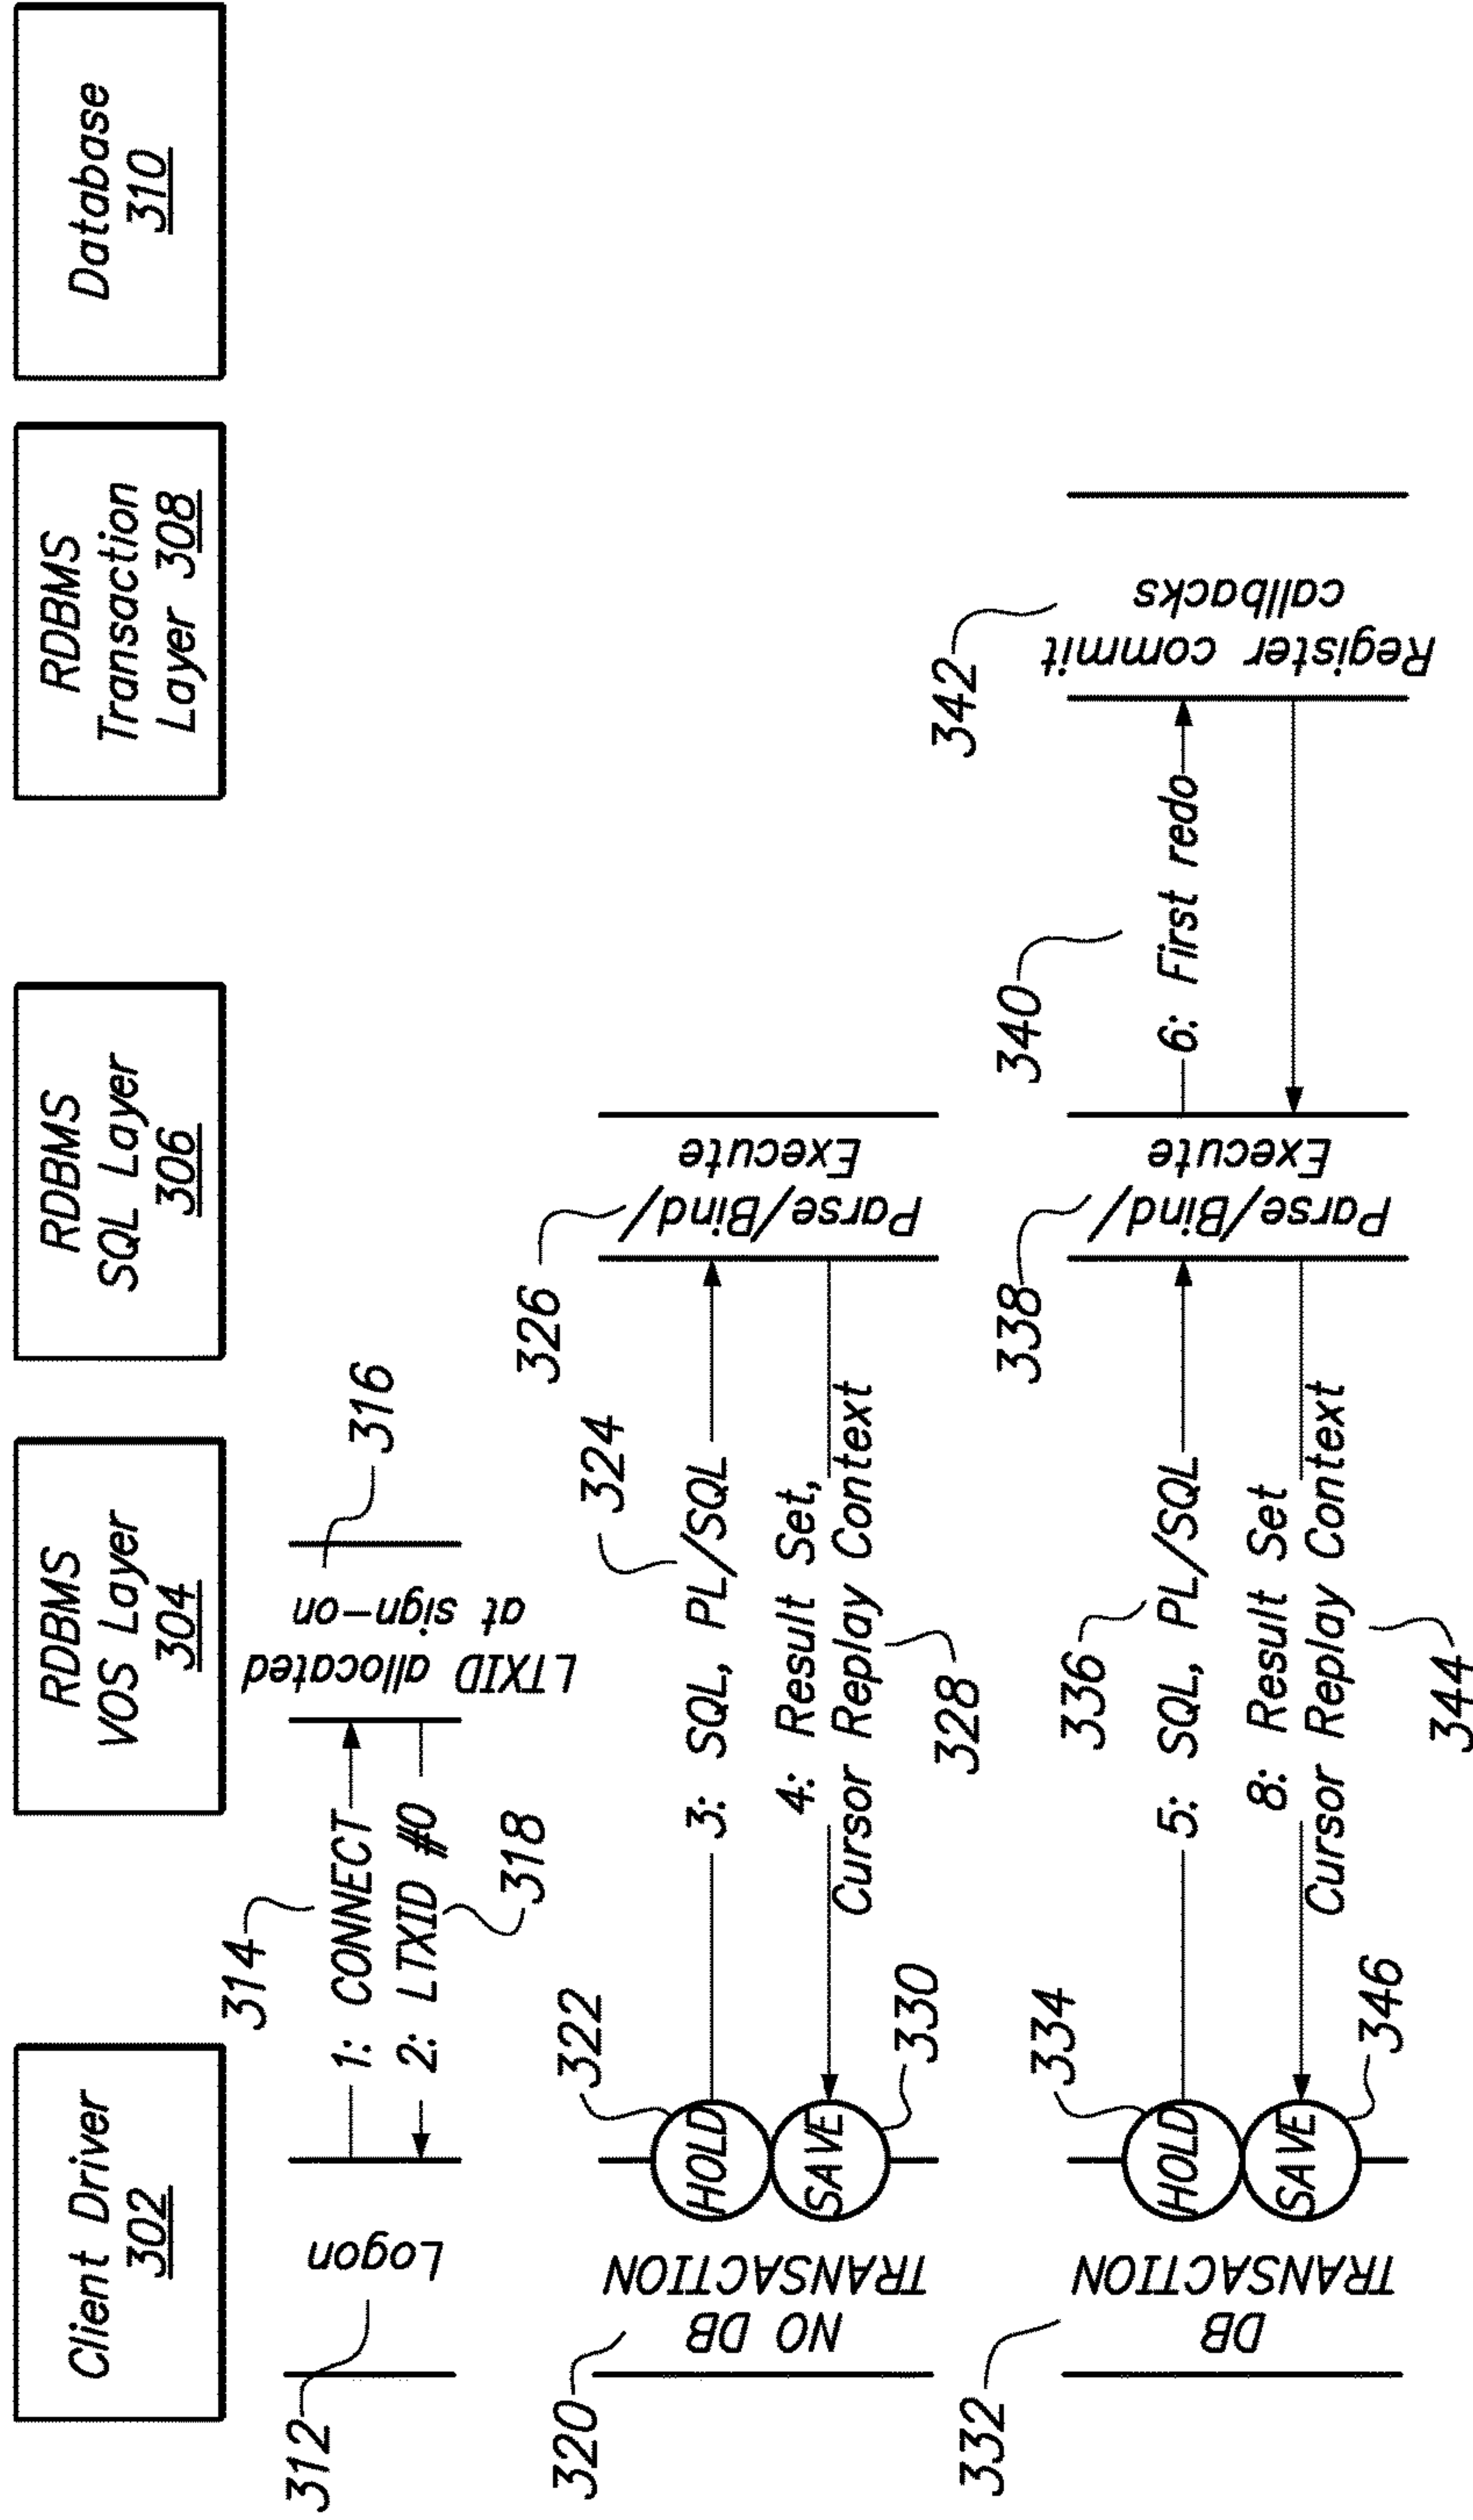 Client Driver
302
RDBMS
VOS Layer
304
RDBMS
SQL Layer
306
RDBMS
Transaction
Layer 308
Database
310
312
Logon
314
1: CONNECT
2: LTXID #0
318
LTXID allocated
at sign-on
316
320
NO DB
TRANSACTION
322
HOLD
SAVE
330
324
3: SQL, PL/SQL
4: Result Set,
Cursor Replay Context
328
326
Parse/Bind/
Execute
332
DB
TRANSACTION
334
HOLD
SAVE
346
336
5: SQL, PL/SQL
8: Result Set
Cursor Replay Context
344
338
Parse/Bind/
Execute
340
6: First redo
342
Register commit
callbacks